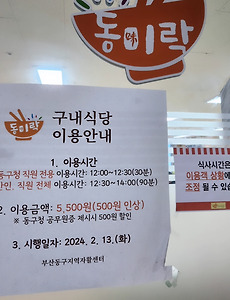 동미락
味
동미락
구내식당
이용안내
1. 이용시간
동구청 직원 전용 이용시간: 12:00~12:30(30분)
민인. 직원 전체 이용시간: 12:30~14:00(90분)
2. 이용금액: 5,500원(500원 인상)
※ 동구청 공무원증 제시시 500원 할인
3. 시행일자: 2024. 2. 13.(화)
부산동구지역자활센터
식사시간은
이용객 상황에
조정 될 수 있습